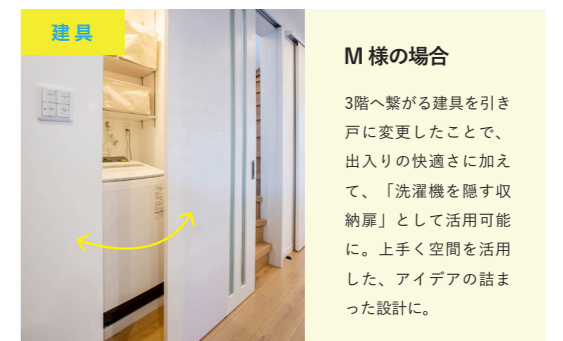 建具
M 様の場合
3階へ繋がる建具を引き
戸に変更したことで、
出入りの快適さに加え
て、「洗濯機を隠す収
納扉」として活用可能
に。上手く空間を活用
した、アイデアの詰ま
った設計に。